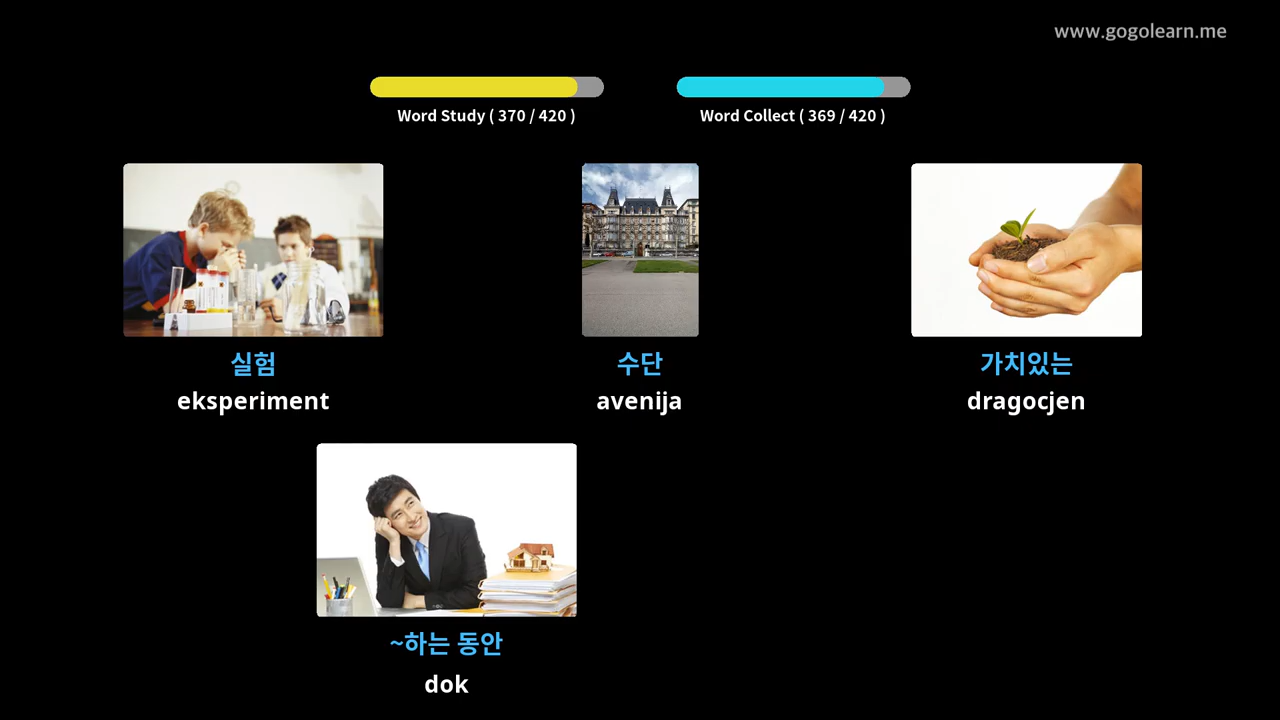 www.gogolearn.me
Word Study ( 370 / 420 )
Word Collect ( 369 / 420 )
실험
eksperiment
수단
avenija
가치있는
dragocjen
~하는 동안
dok